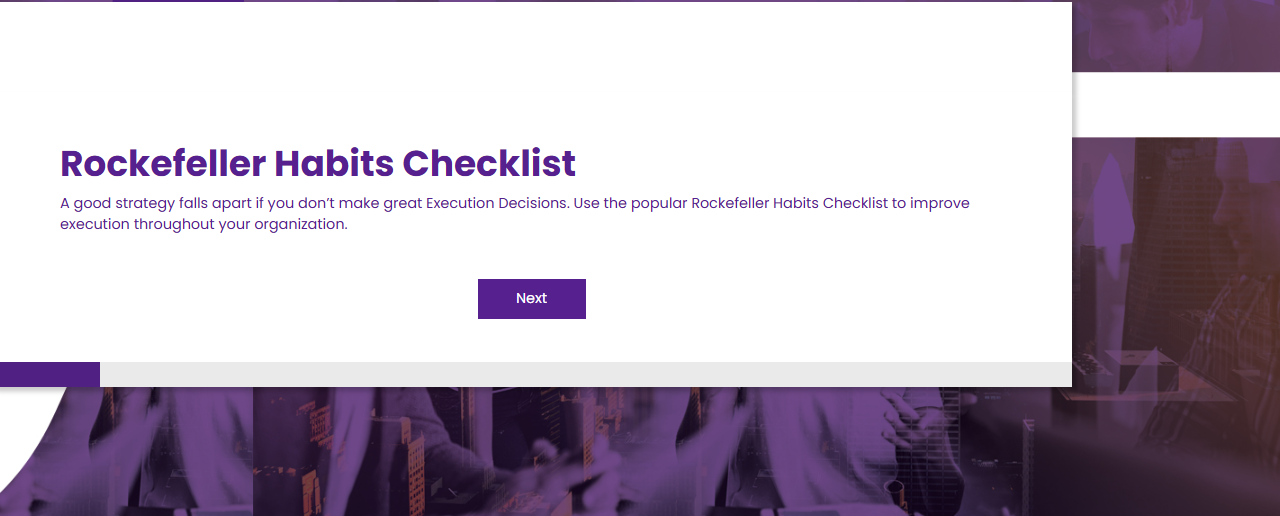 Rockefeller Habits Checklist
A good strategy falls apart if you don’t make great Execution Decisions. Use the popular Rockefeller Habits Checklist to improve
execution throughout your organization.
Next